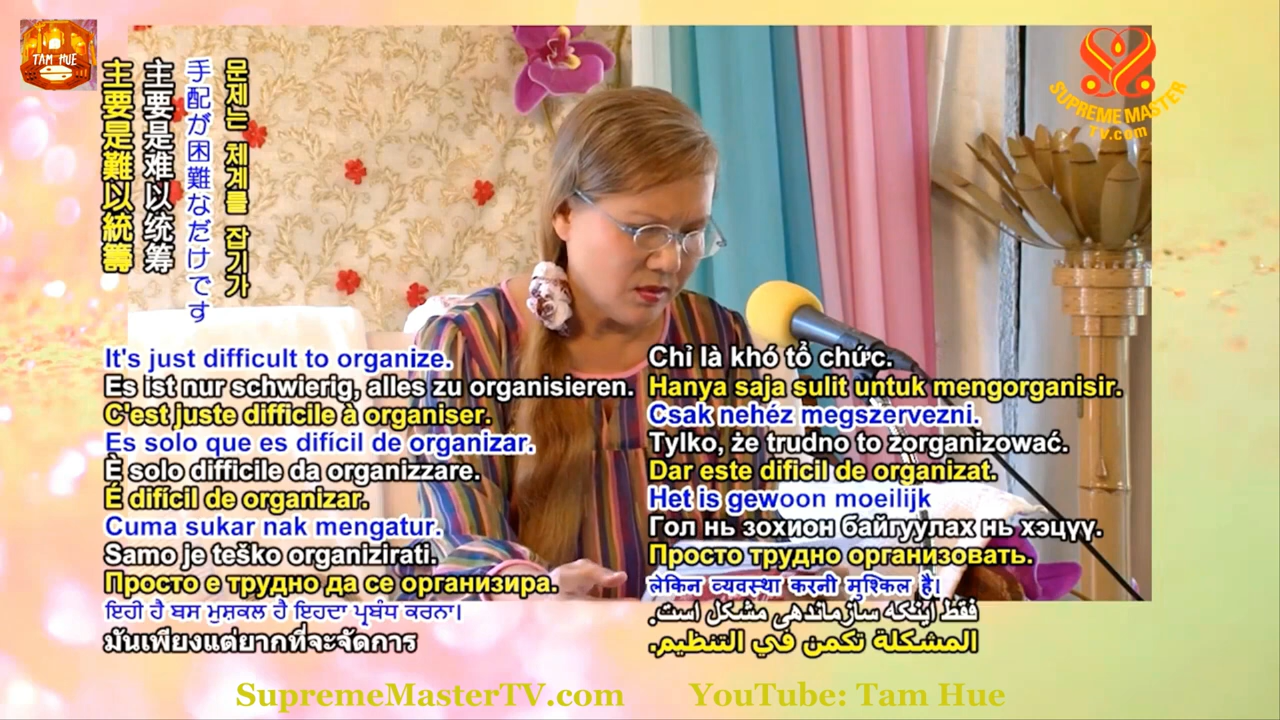 TAM HUE
SUPREME MASTER
TV.com
문제는 체계를 잡기가
手配が困難なだけです
主要是难以统筹
主要是難以統籌
It's just difficult to organize.
Es ist nur schwierig, alles zu organisieren.
C'est juste difficile à organiser.
Es solo que es difícil de organizar.
È solo difficile da organizzare.
É difícil de organizar.
Cuma sukar nak mengatur.
Samo je teško organizirati.
Просто е трудно да се организира.
ਇਹੀ ਹੈ ਬਸ ਮੁਸ਼ਕਲ ਹੈ ਇਹਦਾ ਪ੍ਰਬੰਧ ਕਰਨਾ।
มันเพียงแต่ยากที่จะจัดการ
Chỉ là khó tổ chức.
Hanya saja sulit untuk mengorganisir.
Csak nehéz megszervezni.
Tylko, że trudno to zorganizować.
Dar este dificil de organizat.
Het is gewoon moeilijk
Гол нь зохион байгуулах нь хэцүү.
Просто трудно организовать.
लेकिन व्यवस्था करनी मुश्किल है।
فقط اینکه سازماندهی مشکل است.
المشكلة تكمن في التنظيم.
SupremeMasterTV.com
YouTube: Tam Hue